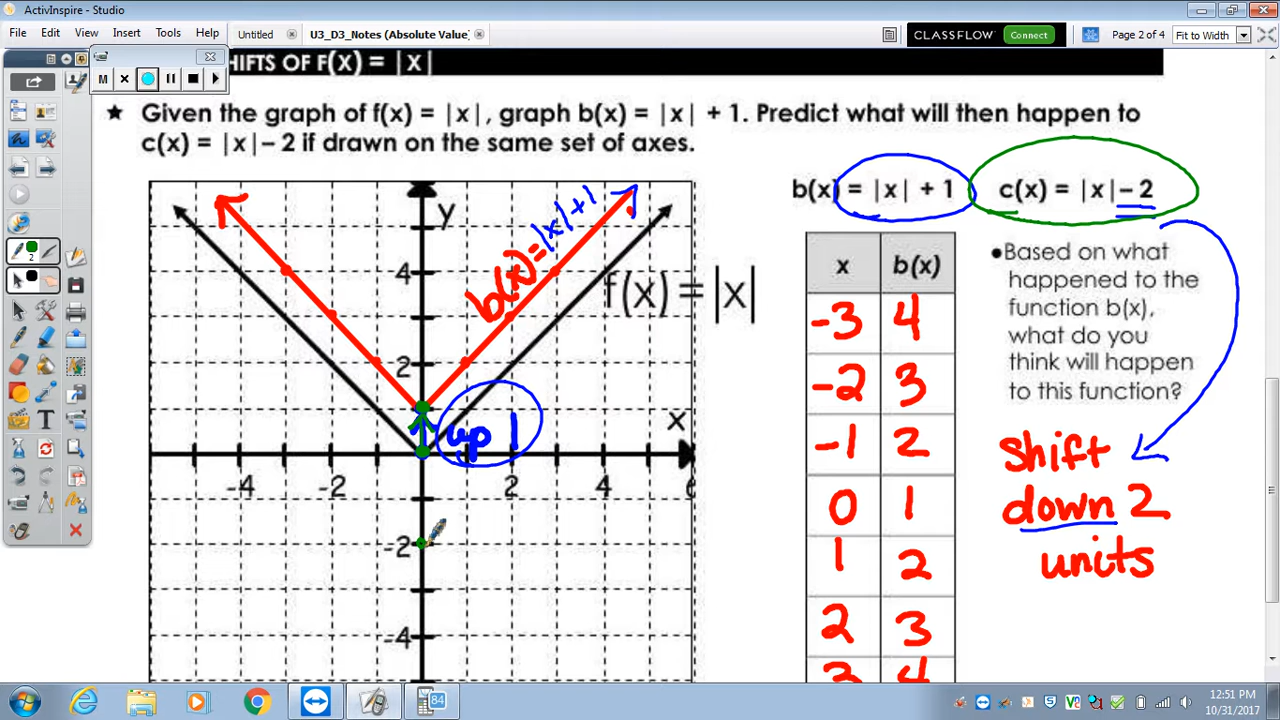 ActivInspire - Studio
File Edit View Insert Tools Help
Untitled
U3_D3_Notes (Absolute Value)
CLASSFLOW Connect
Page 2 of 4
Fit to Width
M
HIFTS OF F(X) = |X|
★ Given the graph of f(x) = |x|, graph b(x) = |x| + 1. Predict what will then happen to
c(x) = |x| – 2 if drawn on the same set of axes.
b(x) = |x| + 1
c(x) = |x| – 2
y
b(x)=|x|+1
f(x) = |x|
4
2
up 1
x
-4 -2 2 4 6
-2
-4
x b(x)
-3 4
-2 3
-1 2
0 1
1 2
2 3
3 4
•Based on what
happened to the
function b(x),
what do you
think will happen
to this function?
shift
down 2
units
2
T
84
12:51 PM
10/31/2017